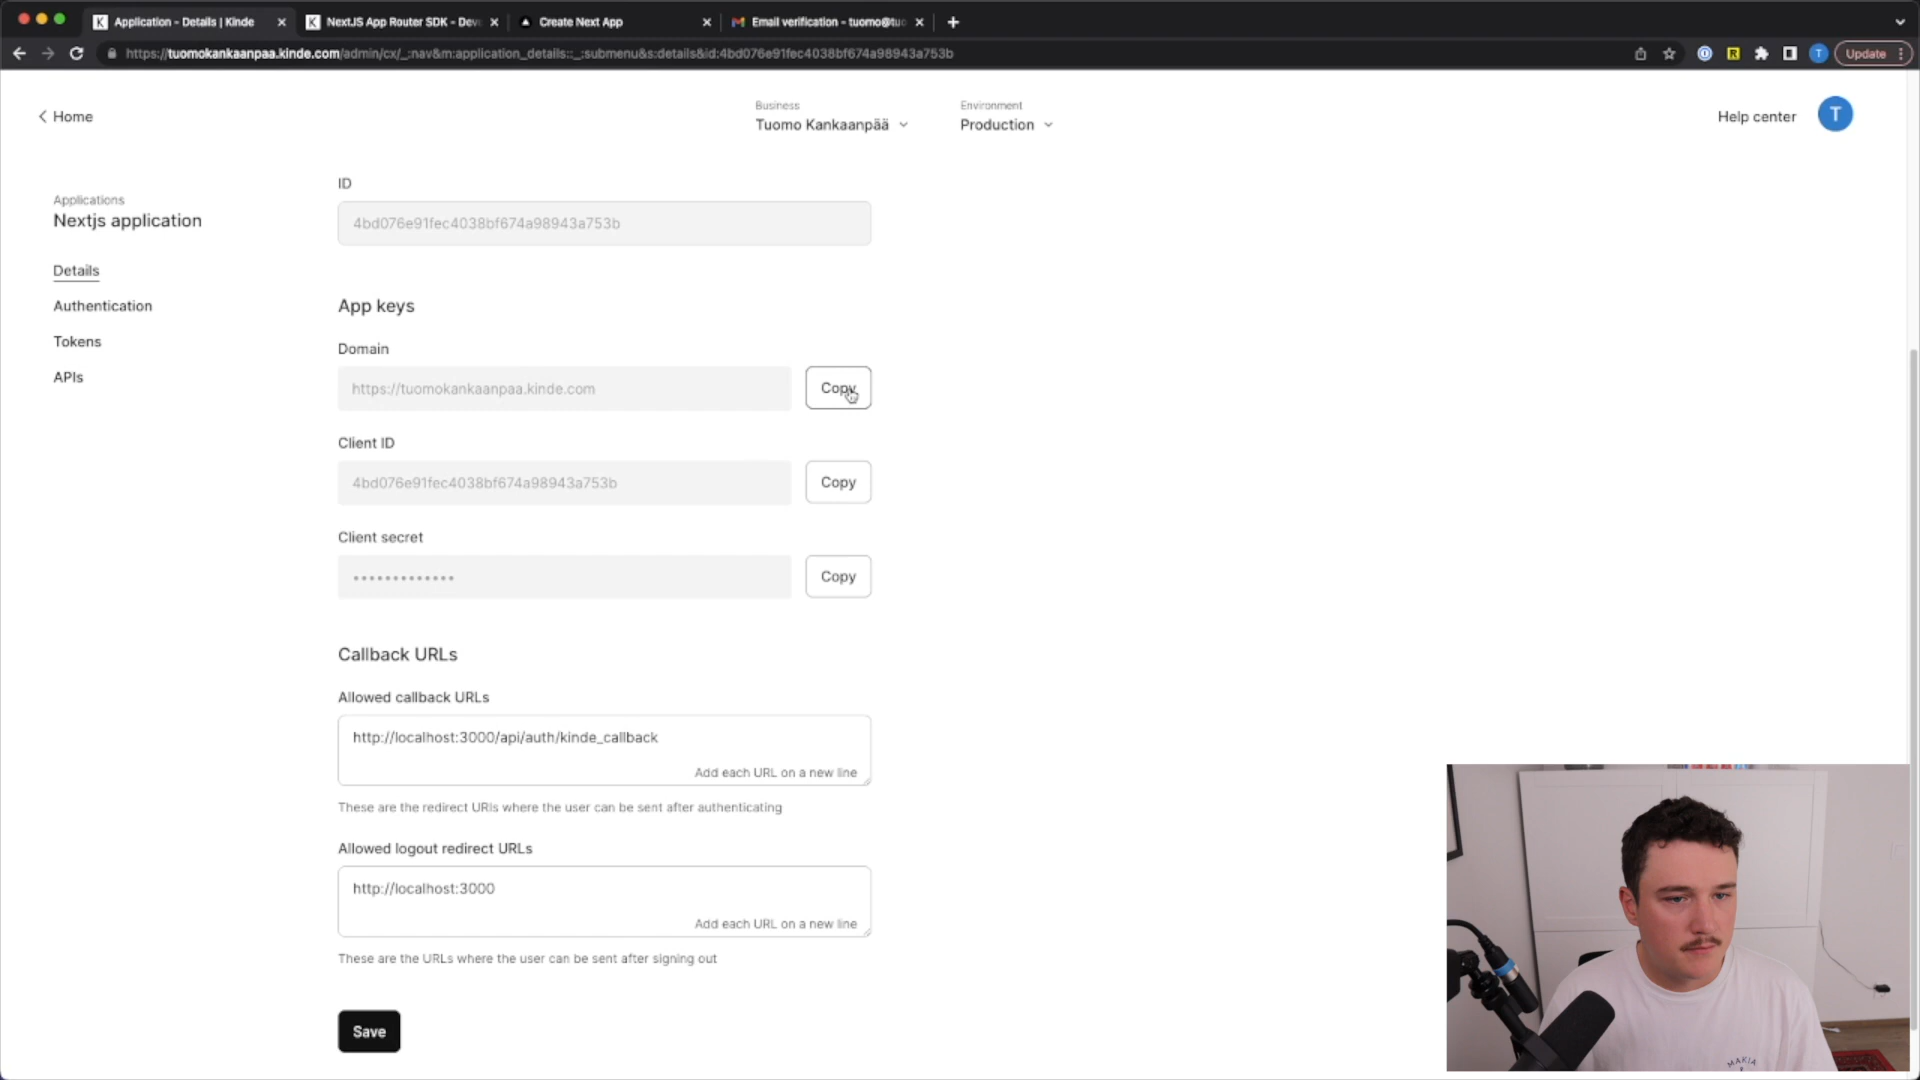 Application - Details | Kinde
NextJS App Router SDK - Dev
Create Next App
Email verification - tuomo@tuo
https://tuomokankaanpaa.kinde.com/admin/cx/_:nav&m:application_details::_:submenu&s:details&id:4bd076e91fec4038bf674a98943a753b
Update
Home
Business
Tuomo Kankaanpää
Environment
Production
Help center
T
Applications
Nextjs application
Details
Authentication
Tokens
APIs
ID
4bd076e91fec4038bf674a98943a753b
App keys
Domain
https://tuomokankaanpaa.kinde.com
Copy
Client ID
4bd076e91fec4038bf674a98943a753b
Copy
Client secret
•••••••••••••
Copy
Callback URLs
Allowed callback URLs
http://localhost:3000/api/auth/kinde_callback
Add each URL on a new line
These are the redirect URIs where the user can be sent after authenticating
Allowed logout redirect URLs
http://localhost:3000
Add each URL on a new line
These are the URLs where the user can be sent after signing out
Save
MAKIA